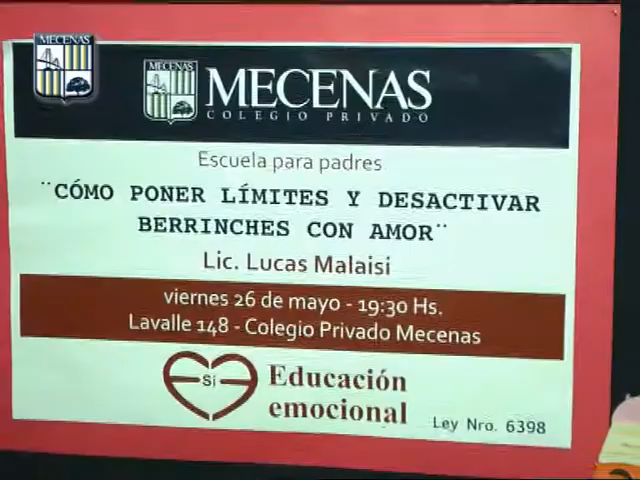 MECENAS
MECENAS
MECENAS
COLEGIO PRIVADO
Escuela para padres
¨CÓMO PONER LÍMITES Y DESACTIVAR
BERRINCHES CON AMOR¨
Lic. Lucas Malaisi
viernes 26 de mayo - 19:30 Hs.
Lavalle 148 - Colegio Privado Mecenas
Sí
Educación
emocional
Ley Nro. 6398